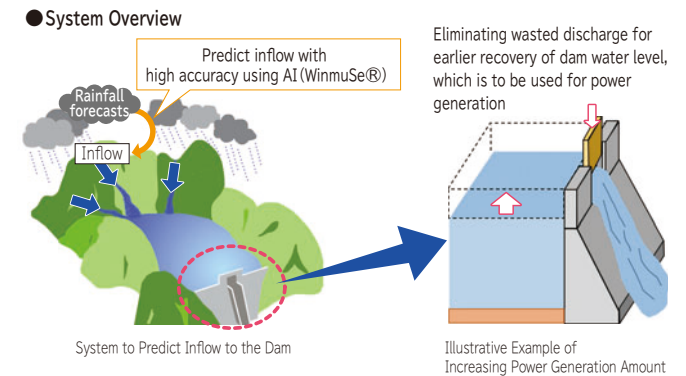 ●System Overview
Predict inflow with
high accuracy using AI(WinmuSe®)
Rainfall
forecasts
Inflow
System to Predict Inflow to the Dam
Eliminating wasted discharge for
earlier recovery of dam water level,
which is to be used for power
generation
Illustrative Example of
Increasing Power Generation Amount